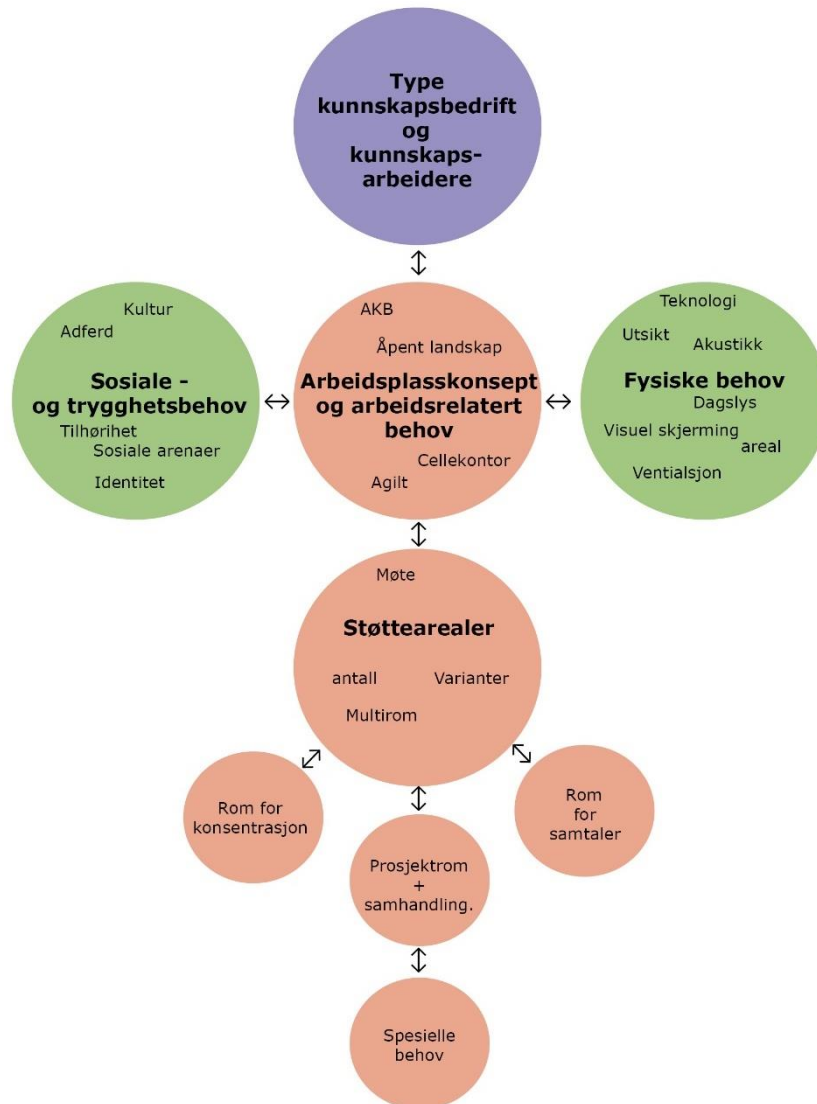 Type
kunnskapsbedrift
og
kunnskaps-
arbeidere
Kultur
Adferd
Sosiale -
og trygghetsbehov
Tilhørihet
Sosiale arenaer
Identitet
AKB
Åpent landskap
Arbeidsplasskonsept
og arbeidsrelatert
behov
Cellekontor
Agilt
Teknologi
Utsikt
Akustikk
Fysiske behov
Dagslys
Visuel skjerming
areal
Ventialsjon
Møte
Støttearealer
antall
Varianter
Multirom
Rom for
konsentrasjon
Prosjektrom
+
samhandling.
Rom
for
samtaler
Spesielle
behov